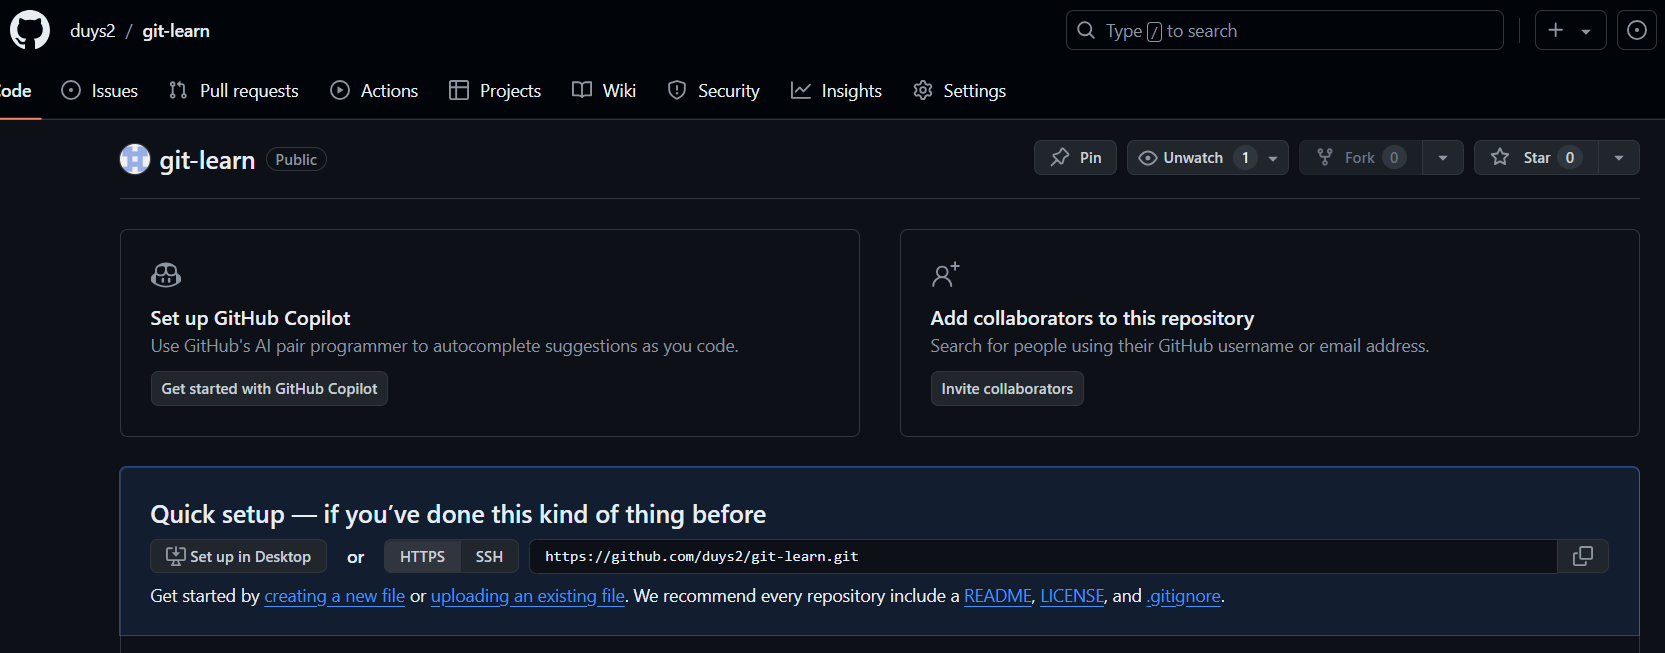 duys2 / git-learn
Type / to search
ode Issues Pull requests Actions Projects Wiki Security Insights Settings
git-learn Public
Pin Unwatch 1 Fork 0 Star 0
Set up GitHub Copilot
Use GitHub's AI pair programmer to autocomplete suggestions as you code.
Get started with GitHub Copilot
Add collaborators to this repository
Search for people using their GitHub username or email address.
Invite collaborators
Quick setup — if you’ve done this kind of thing before
Set up in Desktop or HTTPS SSH https://github.com/duys2/git-learn.git
Get started by creating a new file or uploading an existing file. We recommend every repository include a README, LICENSE, and .gitignore.